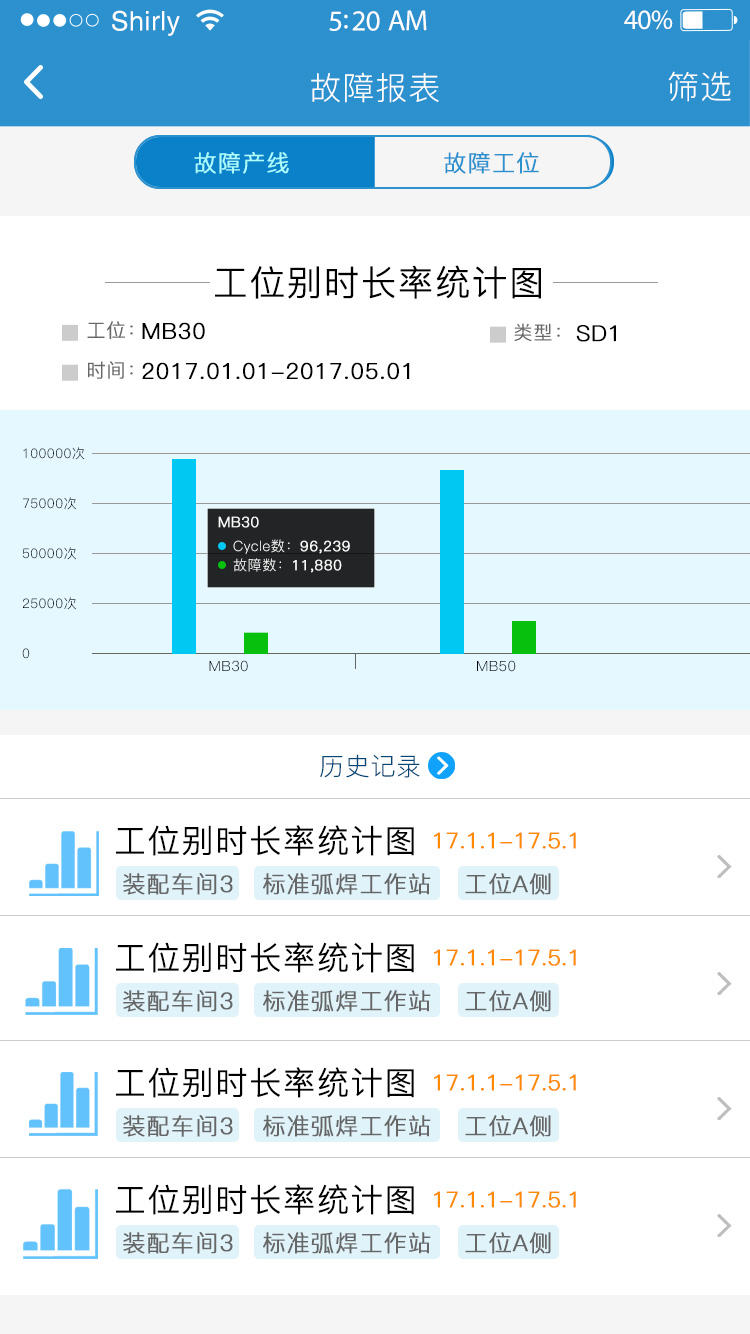 Shirly 5:20 AM 40%
故障报表 筛选
故障产线 故障工位
工位别时长率统计图
工位: MB30 类型: SD1
时间: 2017.01.01-2017.05.01
100000次
75000次
MB30
Cycle数: 96,239
50000次
故障数: 11,880
25000次
0
MB30 MB50
历史记录
工位别时长率统计图 17.1.1-17.5.1
装配车间3 标准弧焊工作站 工位A侧
工位别时长率统计图 17.1.1-17.5.1
装配车间3 标准弧焊工作站 工位A侧
工位别时长率统计图 17.1.1-17.5.1
装配车间3 标准弧焊工作站 工位A侧
工位别时长率统计图 17.1.1-17.5.1
装配车间3 标准弧焊工作站 工位A侧